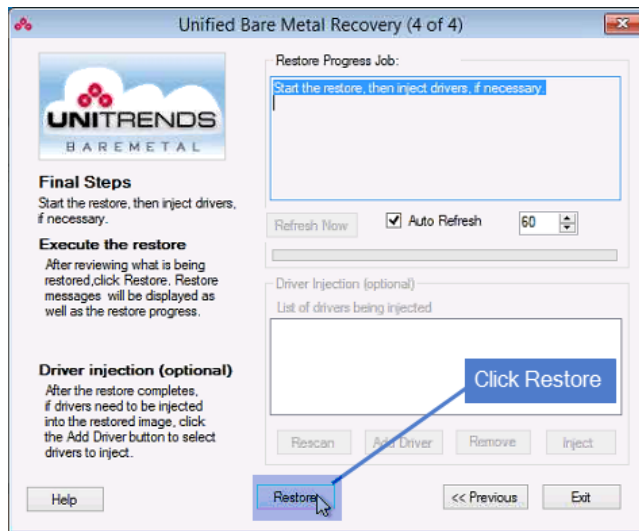 Unified Bare Metal Recovery (4 of 4)
UNITRENDS
BAREMETAL
Final Steps
Start the restore, then inject drivers,
if necessary.
Execute the restore
After reviewing what is being
restored,click Restore. Restore
messages will be displayed as
well as the restore progress.
Driver injection (optional)
After the restore completes,
if drivers need to be injected
into the restored image, click
the Add Driver button to select
drivers to inject.
Restore Progress Job:
Start the restore, then inject drivers, if necessary.
Refresh Now
Auto Refresh
60
Driver Injection (optional)
List of drivers being injected
Click Restore
Rescan
Add Driver
Remove
Inject
Help
Restore
<< Previous
Exit